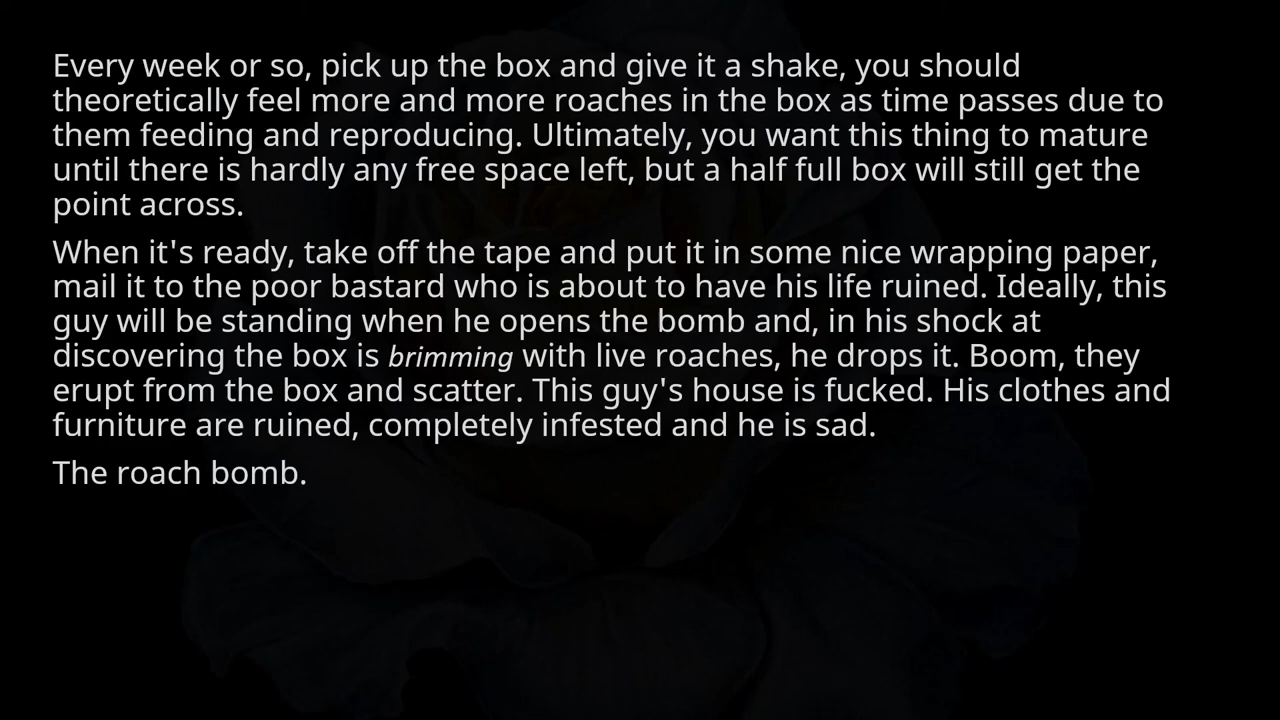 Every week or so, pick up the box and give it a shake, you should
theoretically feel more and more roaches in the box as time passes due to
them feeding and reproducing. Ultimately, you want this thing to mature
until there is hardly any free space left, but a half full box will still get the
point across.
When it's ready, take off the tape and put it in some nice wrapping paper,
mail it to the poor bastard who is about to have his life ruined. Ideally, this
guy will be standing when he opens the bomb and, in his shock at
discovering the box is brimming with live roaches, he drops it. Boom, they
erupt from the box and scatter. This guy's house is fucked. His clothes and
furniture are ruined, completely infested and he is sad.
The roach bomb.